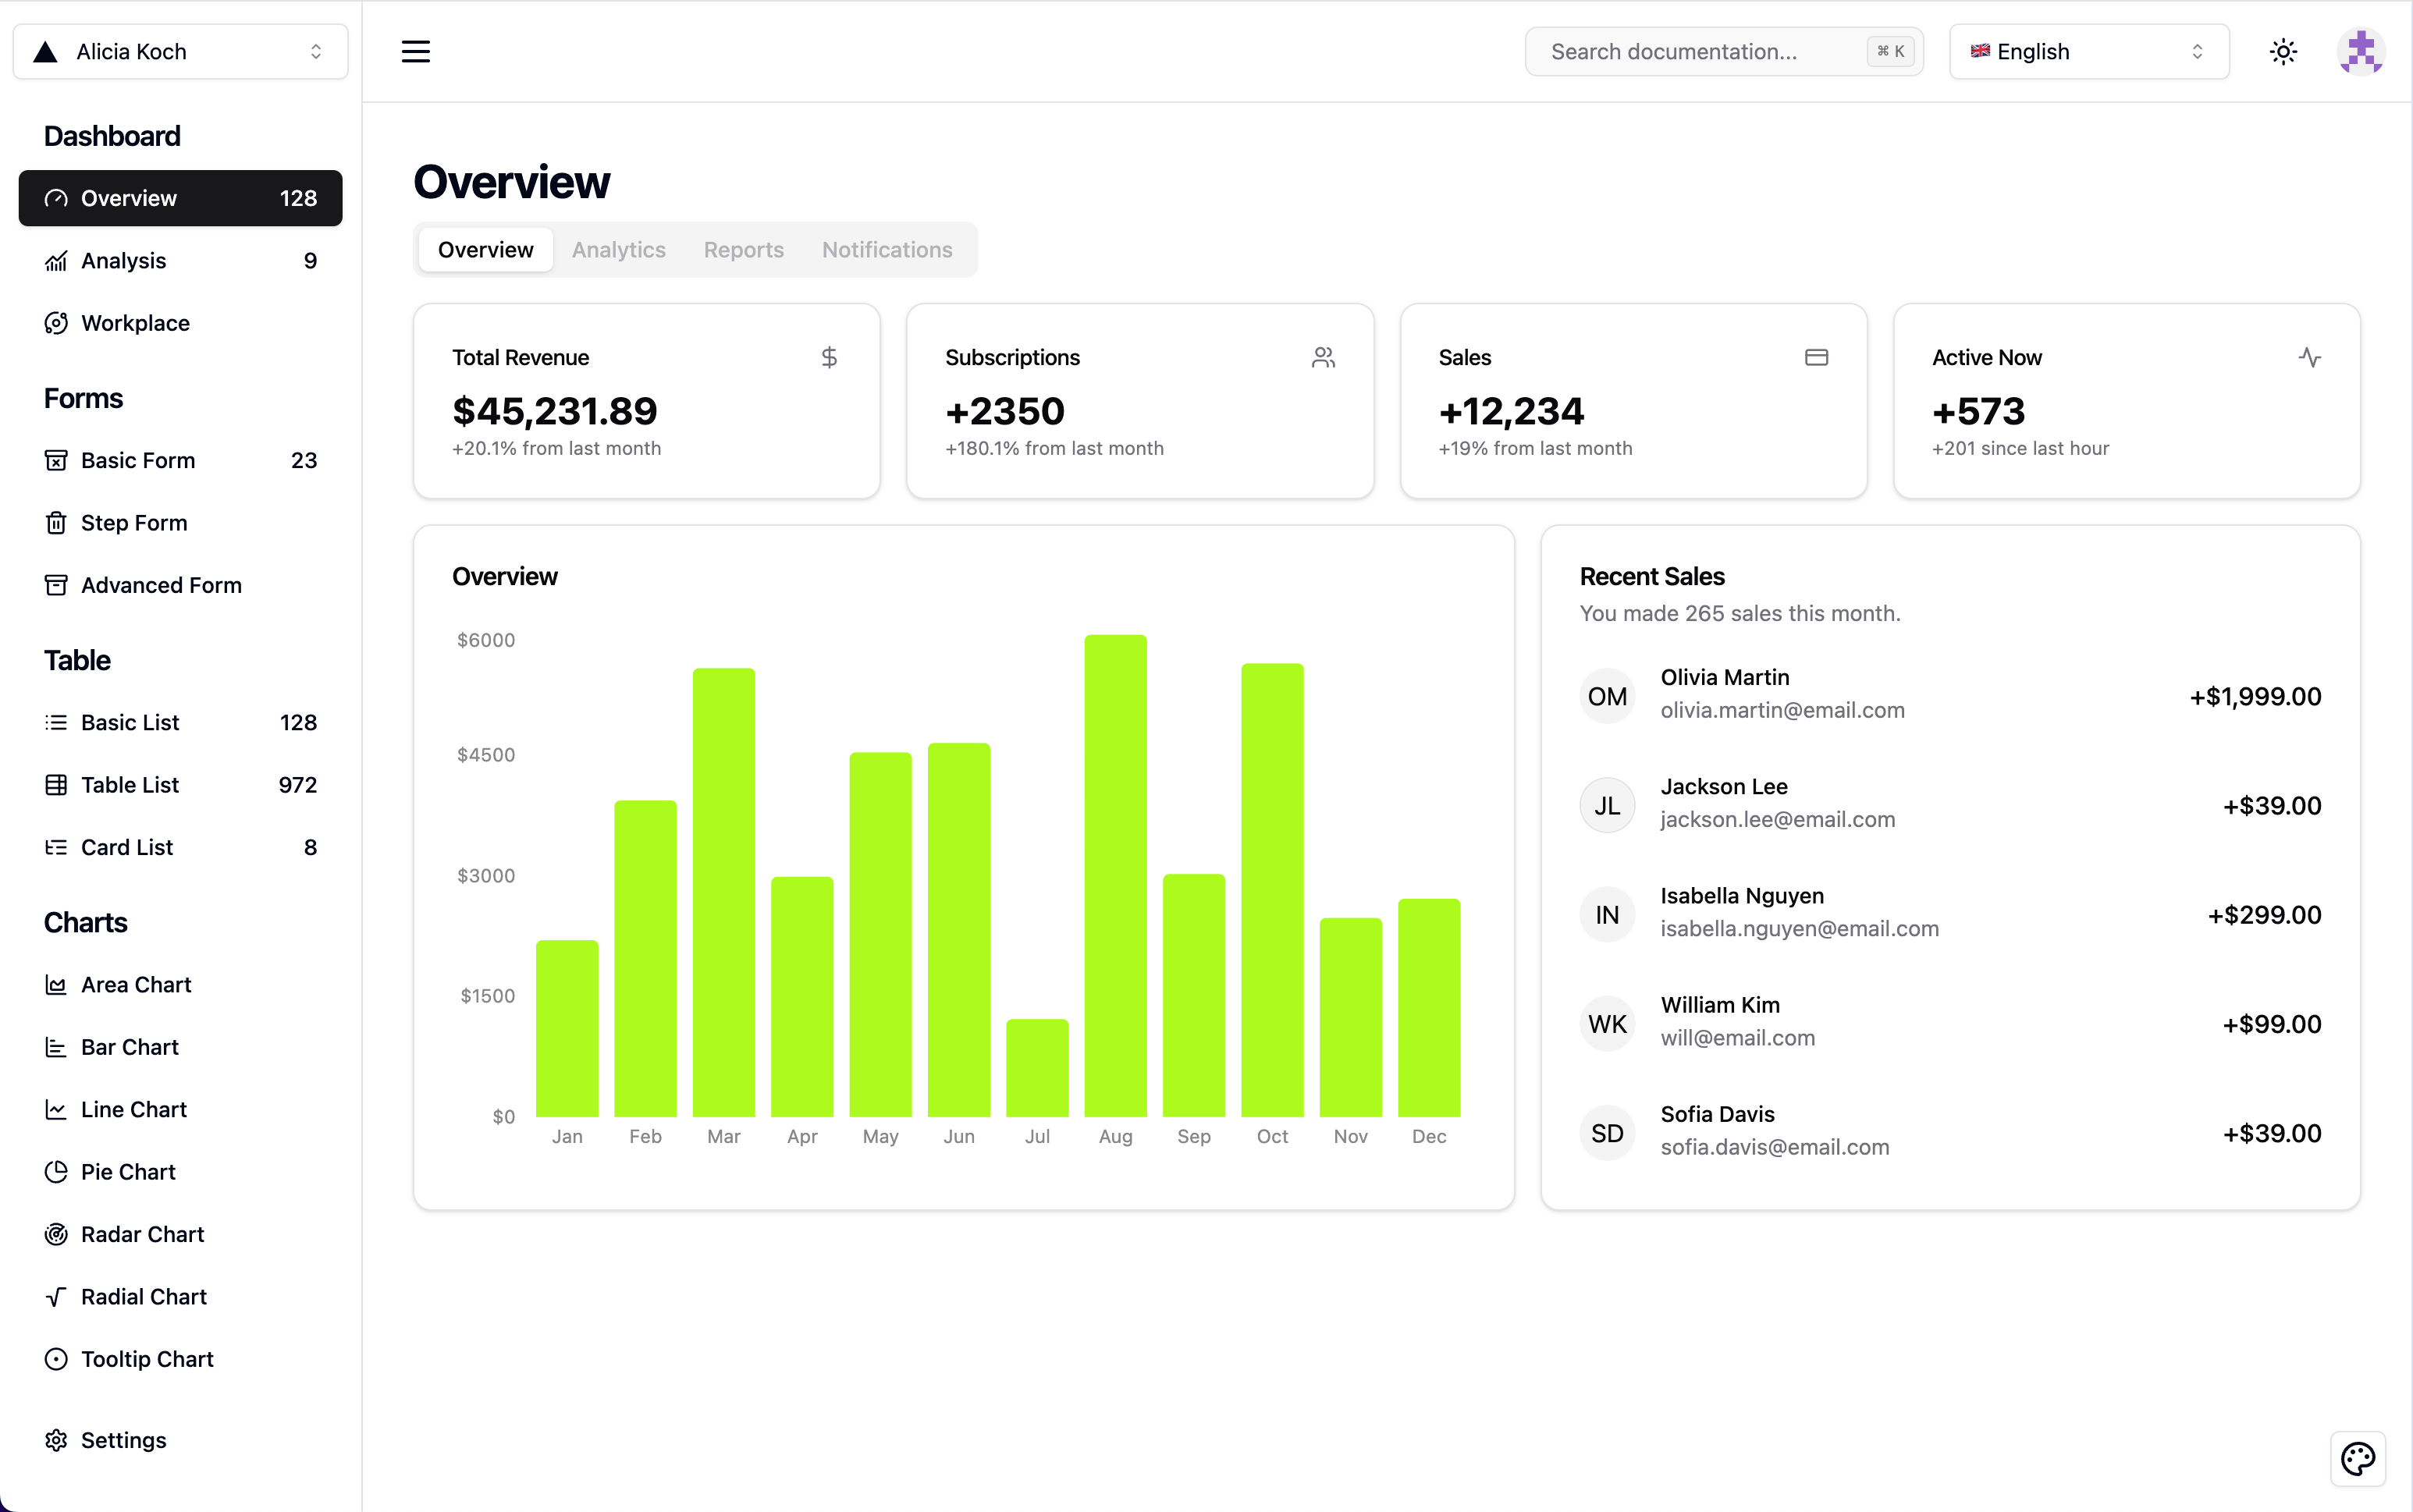 Alicia Koch
Search documentation...
⌘ K
English
Dashboard
Overview 128
Analysis 9
Workplace
Forms
Basic Form 23
Step Form
Advanced Form
Table
Basic List 128
Table List 972
Card List 8
Charts
Area Chart
Bar Chart
Line Chart
Pie Chart
Radar Chart
Radial Chart
Tooltip Chart
Settings
Overview
Overview Analytics Reports Notifications
Total Revenue
$45,231.89
+20.1% from last month
Subscriptions
+2350
+180.1% from last month
Sales
+12,234
+19% from last month
Active Now
+573
+201 since last hour
Overview
$6000
$4500
$3000
$1500
$0
Jan Feb Mar Apr May Jun Jul Aug Sep Oct Nov Dec
Recent Sales
You made 265 sales this month.
OM
Olivia Martin
olivia.martin@email.com
+$1,999.00
JL
Jackson Lee
jackson.lee@email.com
+$39.00
IN
Isabella Nguyen
isabella.nguyen@email.com
+$299.00
WK
William Kim
will@email.com
+$99.00
SD
Sofia Davis
sofia.davis@email.com
+$39.00